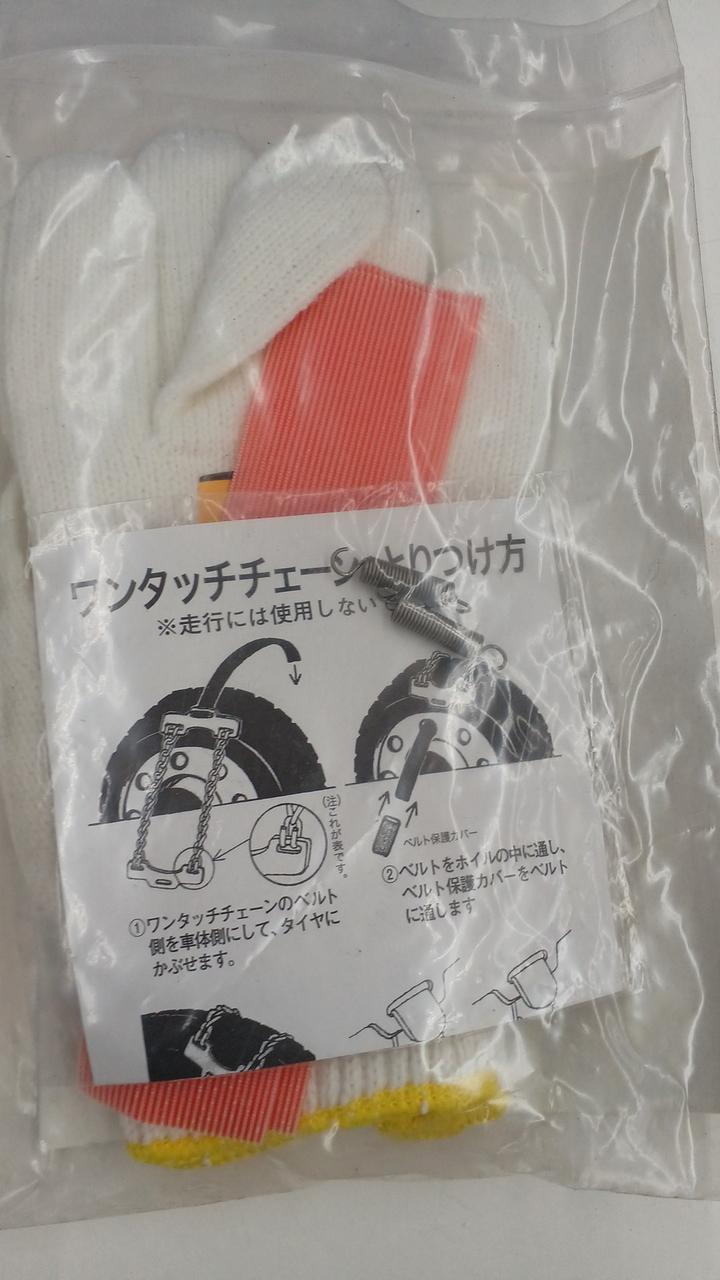 ワンタッチチェーンとりつけ方
※走行には使用しない
(注)これが表です。
ベルト保護カバー
①ワンタッチチェーンのベルト
側を車体側にして、タイヤに
かぶせます。
②ベルトをホイルの中に通し、
ベルト保護カバーをベルト
に通します